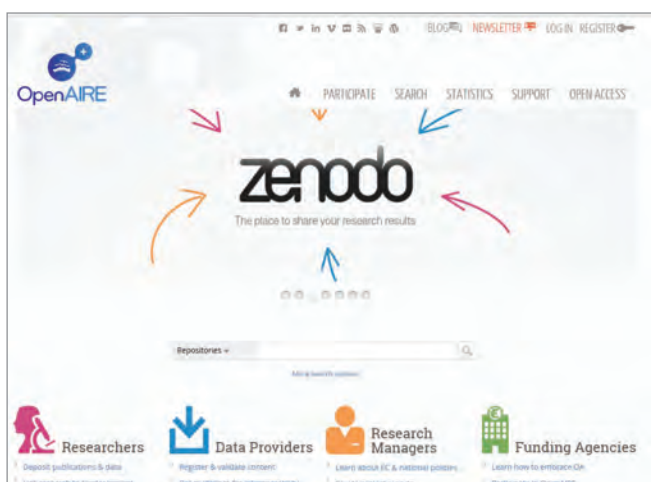 BLOG NEWSLETTER LOG IN REGISTER
OpenAIRE
PARTICIPATE SEARCH STATISTICS SUPPORT OPEN ACCESS
zenodo
The place to share your research results
Repositories
Researchers
Data Providers
Research
Managers
Funding Agencies
Deposit publications & data
Register & validate content
Learn about EC & national policies
Learn how to embrace OA